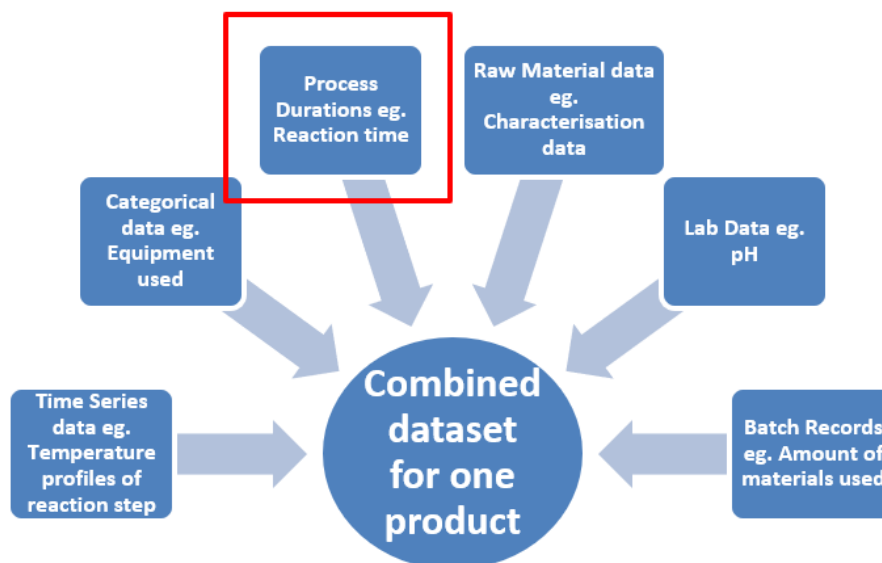 Process
Durations eg.
Reaction time
Raw Material data
eg.
Characterisation
data
Categorical
data eg.
Equipment
used
Lab Data eg.
pH
Time Series
data eg.
Temperature
profiles of
reaction step
Combined
dataset
for one
product
Batch Records
eg. Amount of
materials used